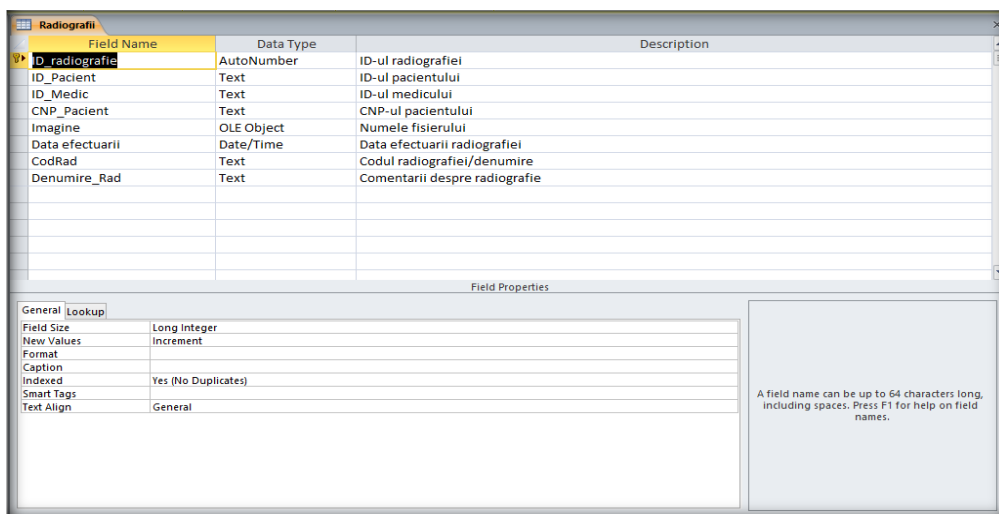 Radiografii
Field Name Data Type Description
ID_radiografie AutoNumber ID-ul radiografiei
ID_Pacient Text ID-ul pacientului
ID_Medic Text ID-ul medicului
CNP_Pacient Text CNP-ul pacientului
Imagine OLE Object Numele fisierului
Data efectuarii Date/Time Data efectuarii radiografiei
CodRad Text Codul radiografiei/denumire
Denumire_Rad Text Comentarii despre radiografie
Field Properties
General Lookup
Field Size Long Integer
New Values Increment
Format
Caption
Indexed Yes (No Duplicates)
Smart Tags
Text Align General
A field name can be up to 64 characters long,
including spaces. Press F1 for help on field
names.